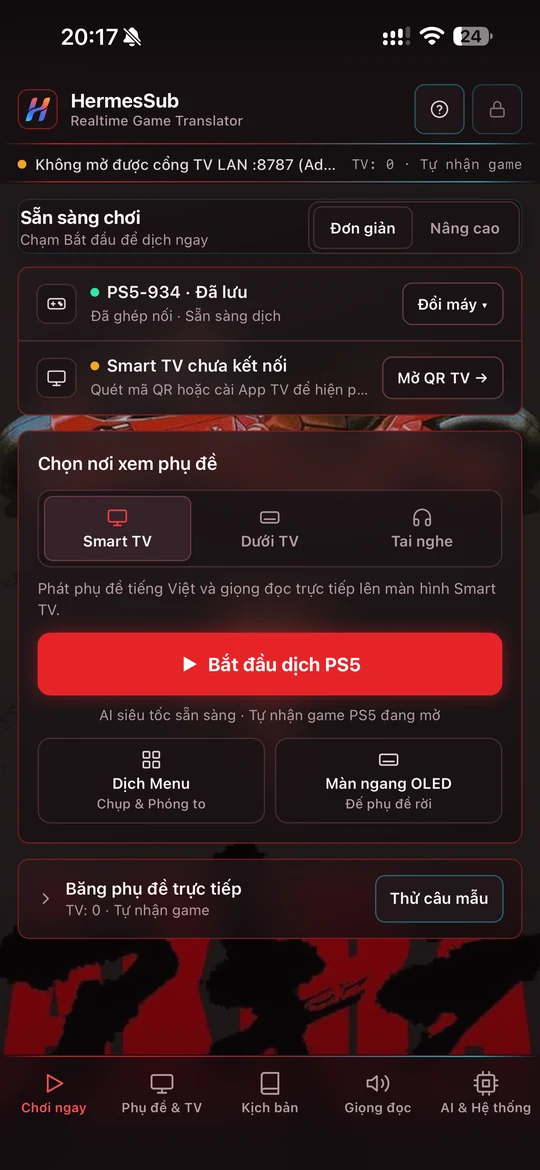 20:17
24
HermesSub
Realtime Game Translator
Không mở được cổng TV LAN :8787 (Ad... TV: 0 · Tự nhận game
Sẵn sàng chơi
Chạm Bắt đầu để dịch ngay
Đơn giản
Nâng cao
PS5-934 · Đã lưu
Đã ghép nối · Sẵn sàng dịch
Đổi máy ▾
Smart TV chưa kết nối
Quét mã QR hoặc cài App TV để hiện p...
Mở QR TV →
Chọn nơi xem phụ đề
Smart TV
Dưới TV
Tai nghe
Phát phụ đề tiếng Việt và giọng đọc trực tiếp lên màn hình Smart
TV.
Bắt đầu dịch PS5
AI siêu tốc sẵn sàng · Tự nhận game PS5 đang mở
Dịch Menu
Chụp & Phóng to
Màn ngang OLED
Đế phụ đề rời
Băng phụ đề trực tiếp
TV: 0 · Tự nhận game
Thử câu mẫu
Chơi ngay
Phụ đề & TV
Kịch bản
Giọng đọc
AI & Hệ thống